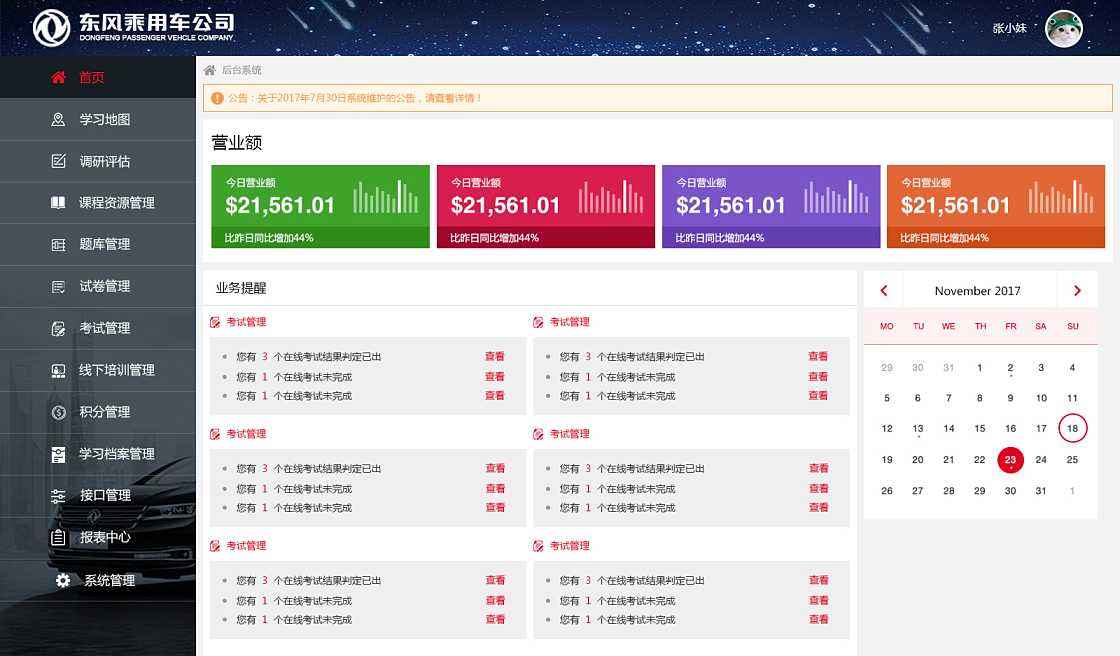 东风乘用车公司
DONGFENG PASSENGER VEHICLE COMPANY
张小妹
首页
学习地图
调研评估
课程资源管理
题库管理
试卷管理
考试管理
线下培训管理
积分管理
学习档案管理
接口管理
报表中心
系统管理
后台系统
公告：关于2017年7月30日系统维护的公告，请查看详情！
营业额
今日营业额
$21,561.01
比昨日同比增加44%
今日营业额
$21,561.01
比昨日同比增加44%
今日营业额
$21,561.01
比昨日同比增加44%
今日营业额
$21,561.01
比昨日同比增加44%
业务提醒
考试管理
您有 3 个在线考试结果判定已出 查看
您有 1 个在线考试未完成 查看
您有 1 个在线考试未完成 查看
考试管理
您有 3 个在线考试结果判定已出 查看
您有 1 个在线考试未完成 查看
您有 1 个在线考试未完成 查看
考试管理
您有 3 个在线考试结果判定已出 查看
您有 1 个在线考试未完成 查看
您有 1 个在线考试未完成 查看
考试管理
您有 3 个在线考试结果判定已出 查看
您有 1 个在线考试未完成 查看
您有 1 个在线考试未完成 查看
考试管理
您有 3 个在线考试结果判定已出 查看
您有 1 个在线考试未完成 查看
您有 1 个在线考试未完成 查看
考试管理
您有 3 个在线考试结果判定已出 查看
您有 1 个在线考试未完成 查看
您有 1 个在线考试未完成 查看
November 2017
MO TU WE TH FR SA SU
29 30 31 1 2 3 4
5 6 7 8 9 10 11
12 13 14 15 16 17 18
19 20 21 22 23 24 25
26 27 28 29 30 31 1